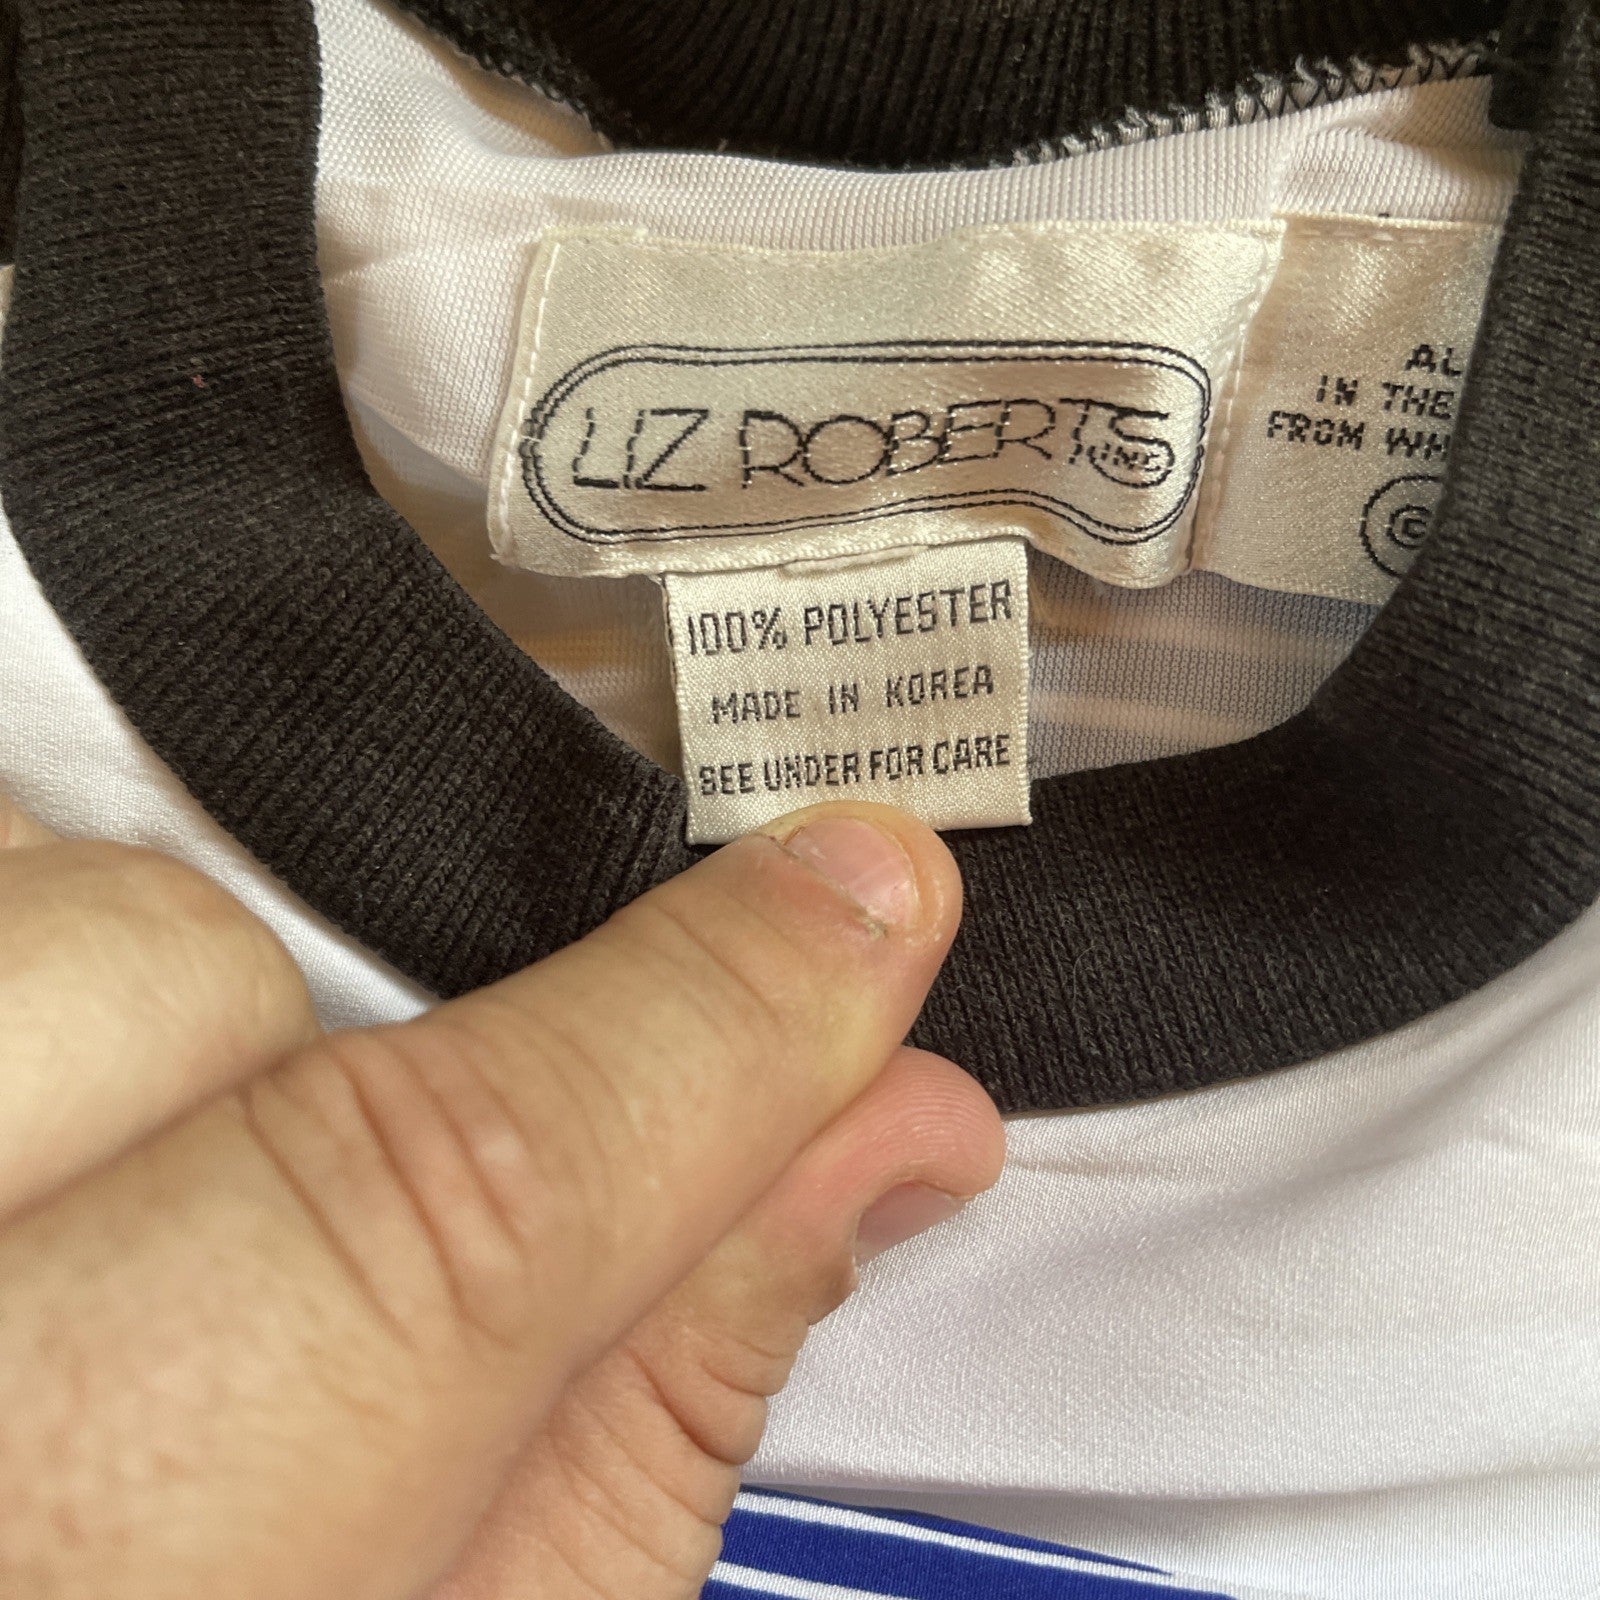 LIZ ROBERTS
INC
AL
IN THE
FROM WH
©
100% POLYESTER
MADE IN KOREA
SEE UNDER FOR CARE